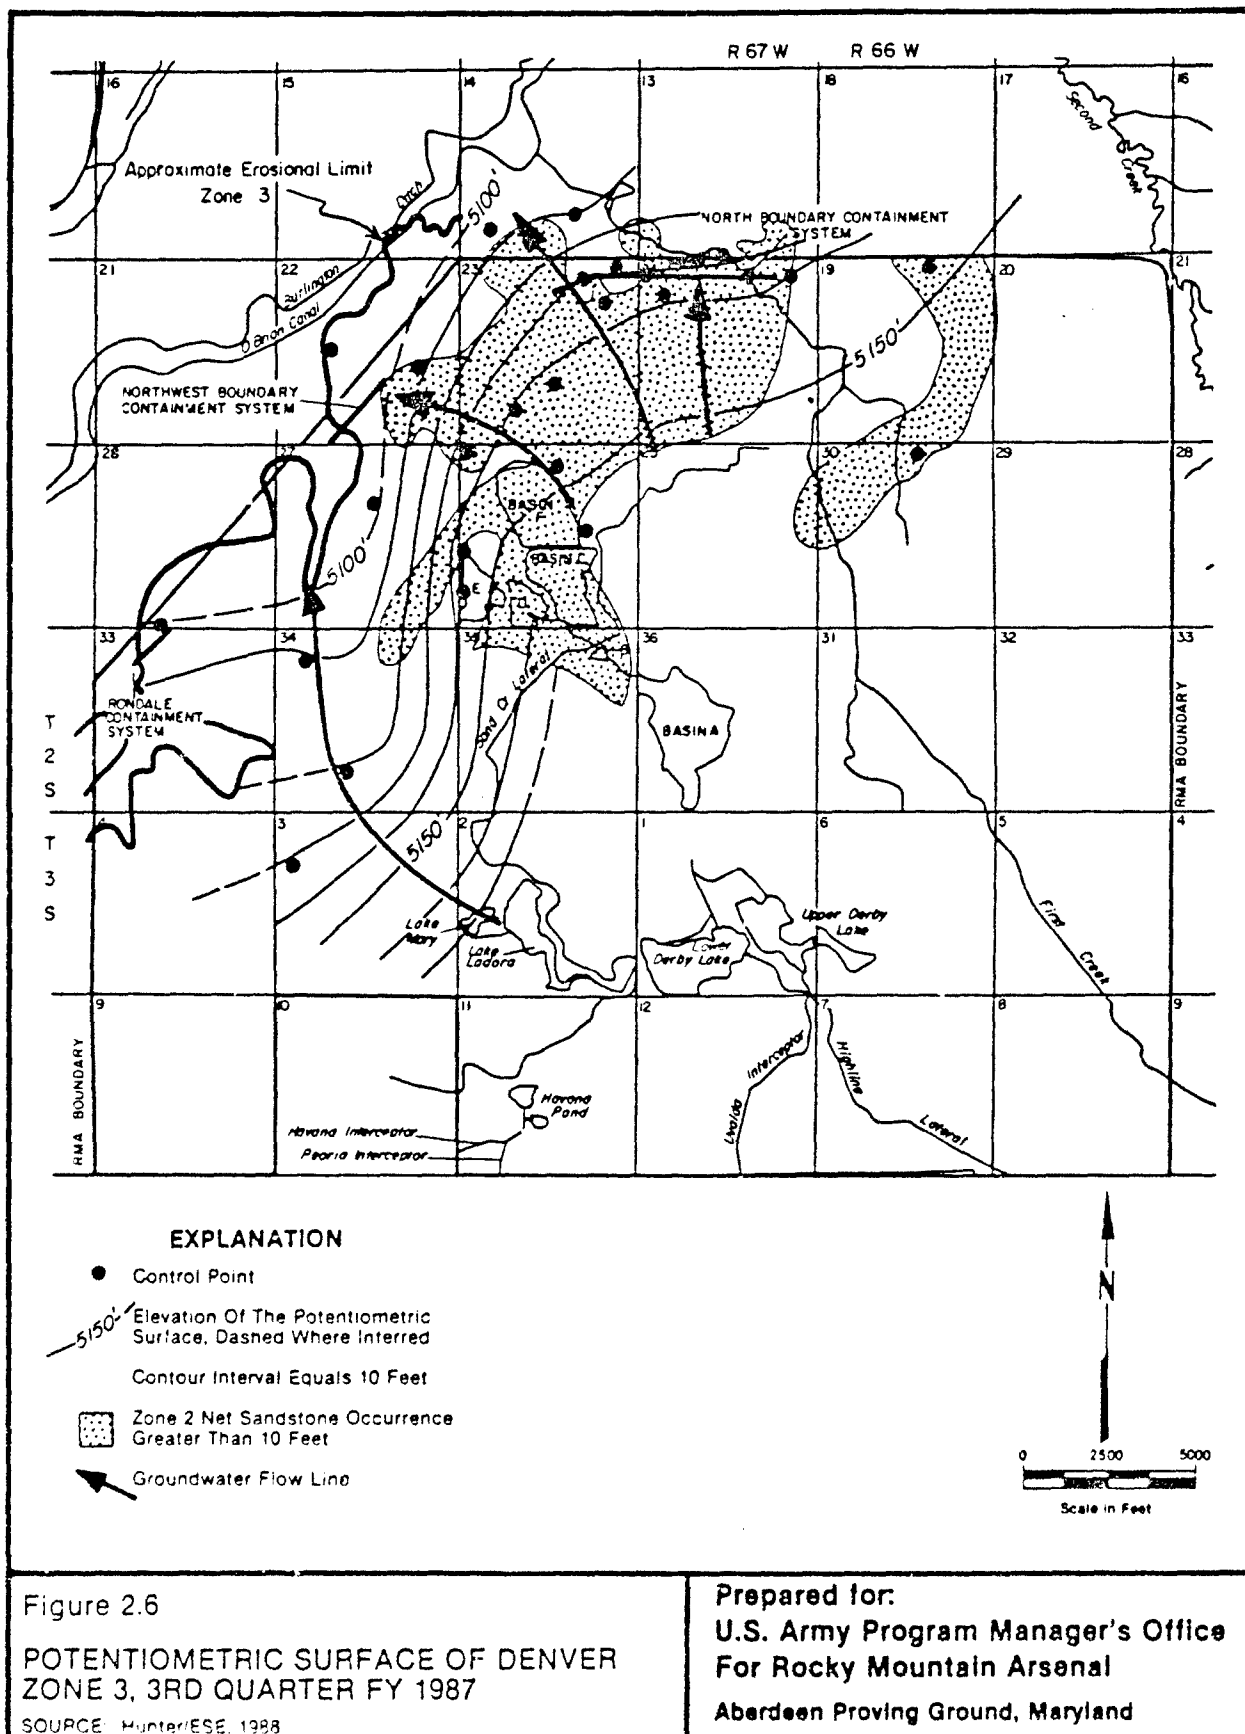 R 67 W R 66 W
16 15 14 13 18 17 16
Second
Creek
Approximate Erosional Limit
Zone 3
Ditch
5100'
NORTH BOUNDARY CONTAINMENT
SYSTEM
21 22 23 19 20 21
Burlington
O'Brian Canal
5150'
NORTHWEST BOUNDARY
CONTAINMENT SYSTEM
28 27 26 25 30 29 28
BASIN
F
BASIN C
5100'
E
D
B
33 34 35 36 31 32 33
Sand Cr Lateral
RONDALE
CONTAINMENT
SYSTEM
BASIN A
T
2
S
RMA BOUNDARY
4 3 2 1 6 5 4
T
3
S
5150'
Lake
Mary
Lake
Ladora
Upper Derby
Lake
Lower
Derby Lake
First
Creek
9 10 11 12 7 8 9
RMA BOUNDARY
Uvalda Interceptor
Highline
Lateral
Havana
Pond
Havana Interceptor
Peoria Interceptor
EXPLANATION
Control Point
5150' Elevation Of The Potentiometric
Surface, Dashed Where Inferred
Contour Interval Equals 10 Feet
Zone 2 Net Sandstone Occurrence
Greater Than 10 Feet
Groundwater Flow Line
N
0 2500 5000
Scale in Feet
Figure 2.6
POTENTIOMETRIC SURFACE OF DENVER
ZONE 3, 3RD QUARTER FY 1987
SOURCE: Hunter/ESE, 1988
Prepared for:
U.S. Army Program Manager's Office
For Rocky Mountain Arsenal
Aberdeen Proving Ground, Maryland